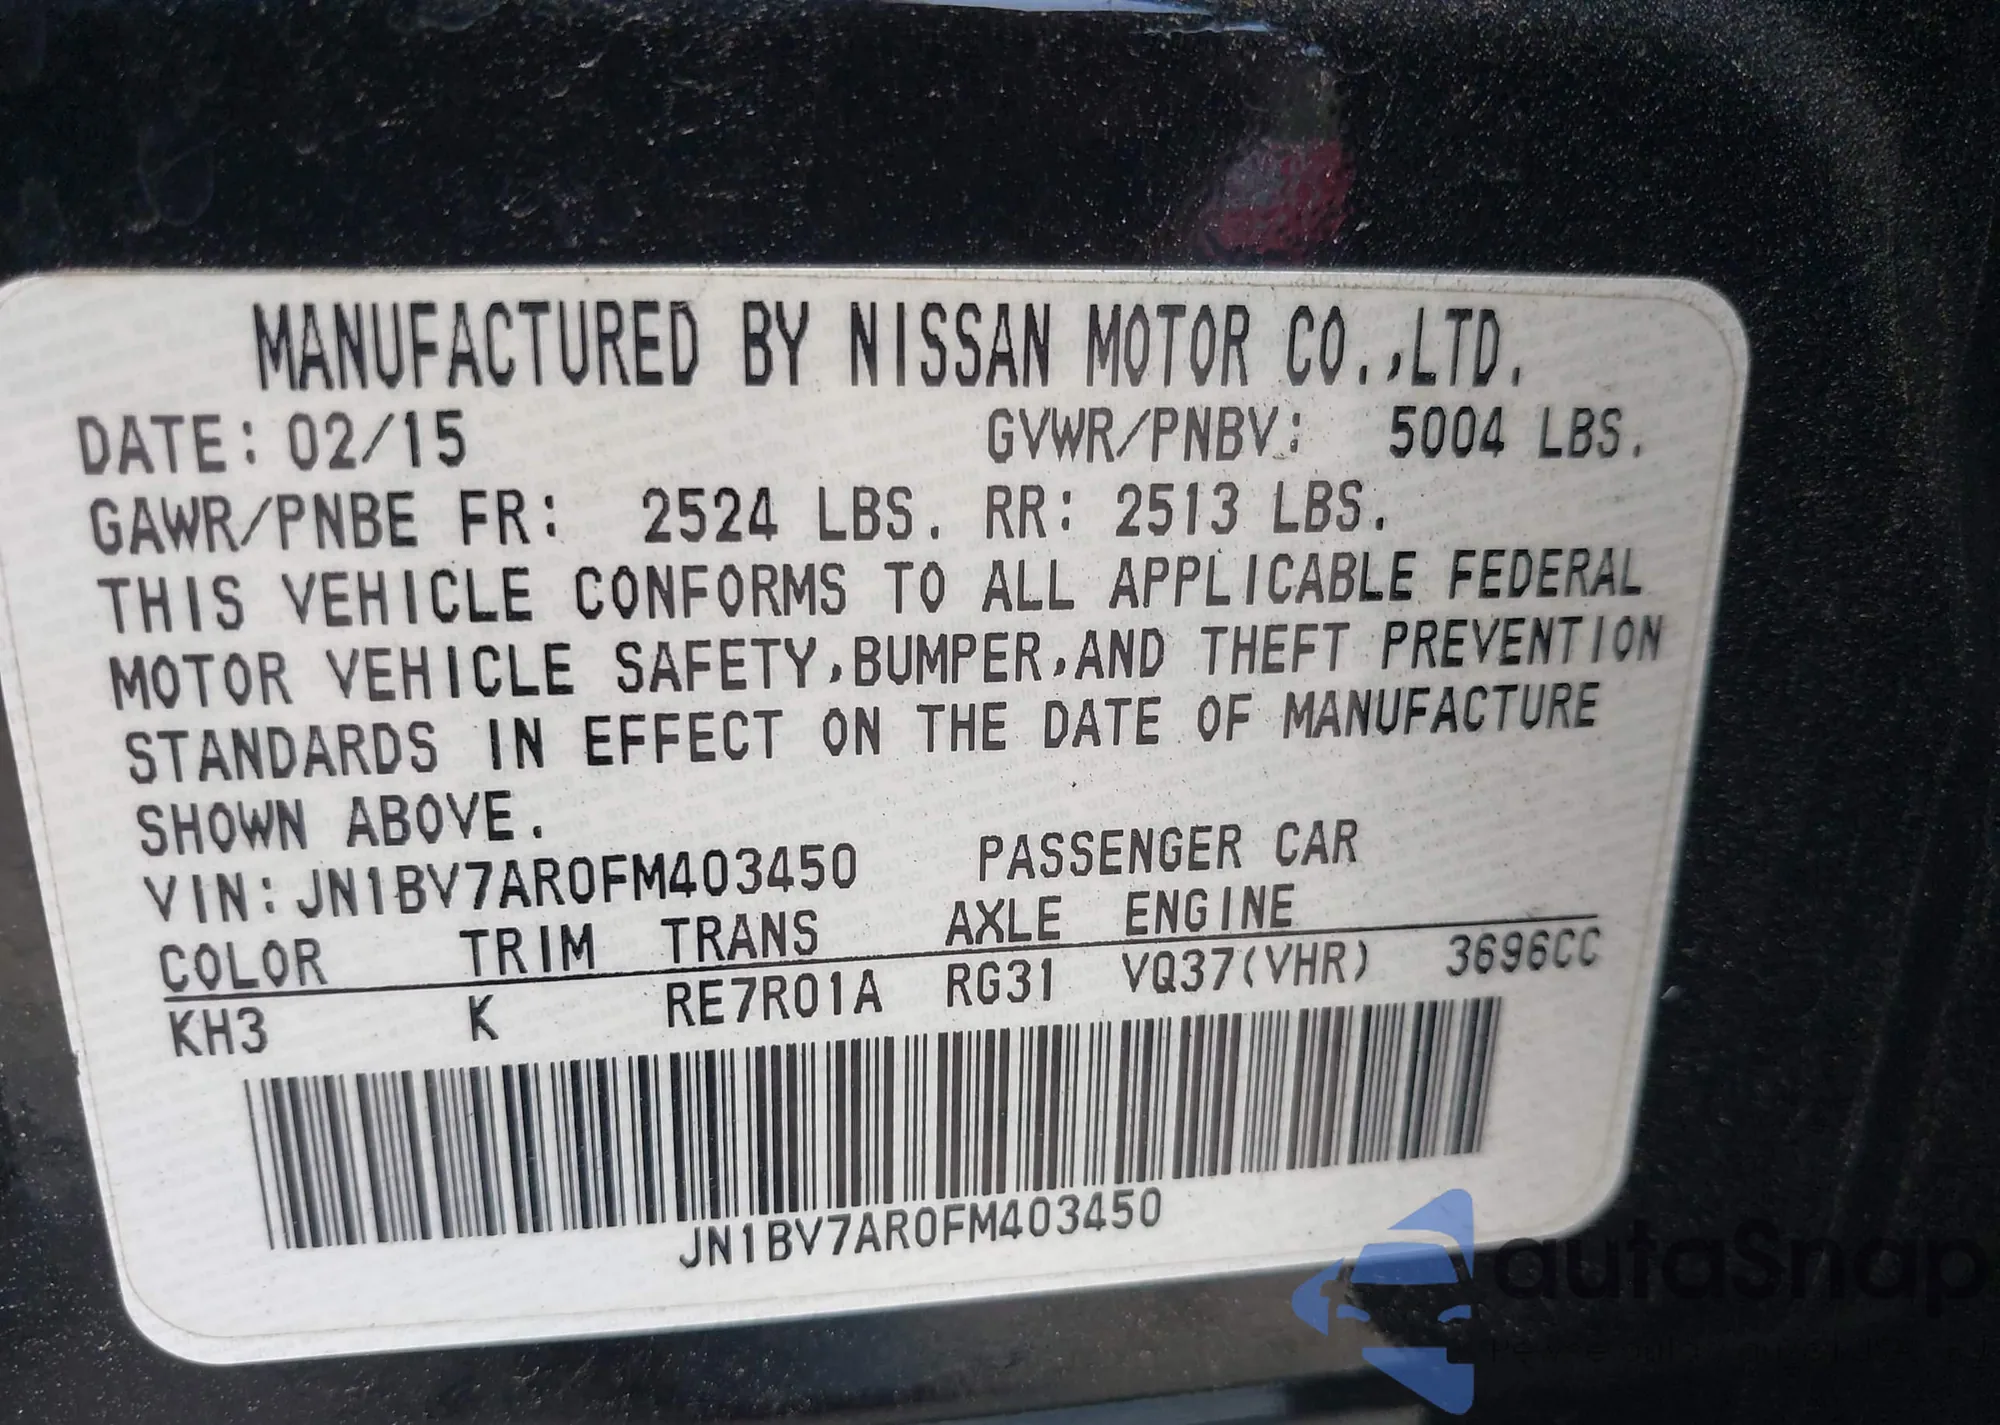 MANUFACTURED BY NISSAN MOTOR CO.,LTD.
DATE: 02/15 GVWR/PNBV: 5004 LBS.
GAWR/PNBE FR: 2524 LBS. RR: 2513 LBS.
THIS VEHICLE CONFORMS TO ALL APPLICABLE FEDERAL
MOTOR VEHICLE SAFETY,BUMPER,AND THEFT PREVENTION
STANDARDS IN EFFECT ON THE DATE OF MANUFACTURE
SHOWN ABOVE.
VIN:JN1BV7AR0FM403450 PASSENGER CAR
COLOR TRIM TRANS AXLE ENGINE
KH3 K RE7R01A RG31 VQ37(VHR) 3696CC
JN1BV7AR0FM403450
autoSnap